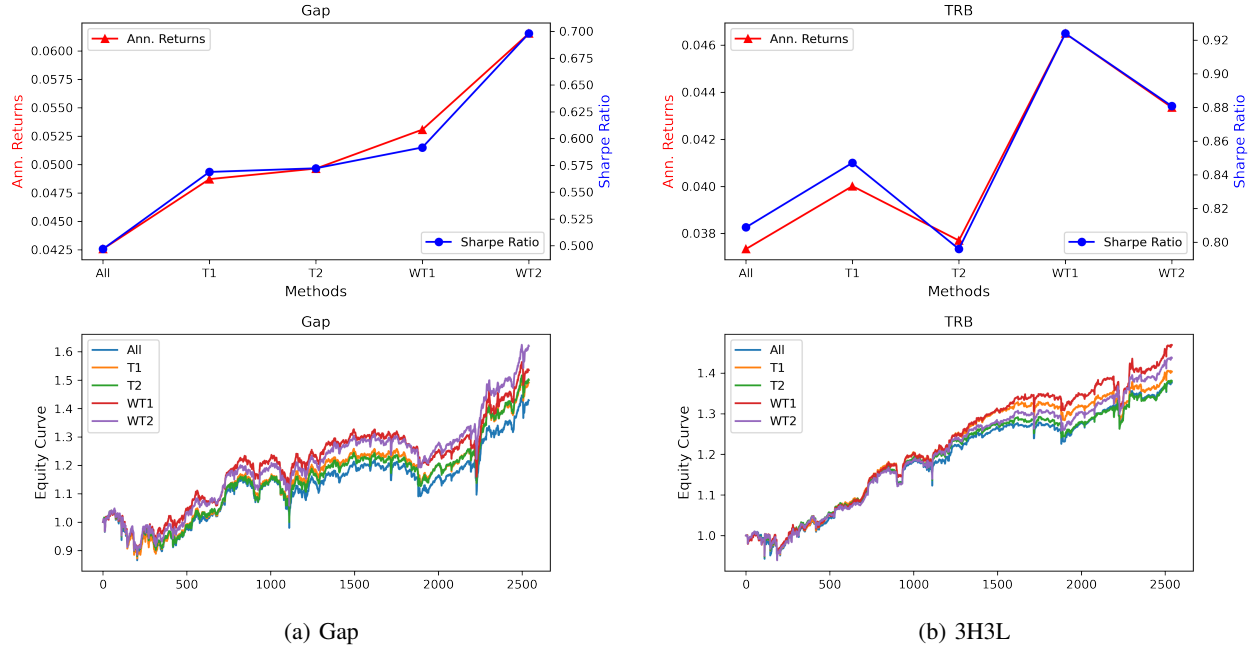 Gap
Ann. Returns
0.0600
0.0575
0.0550
0.0525
0.0500
0.0475
0.0450
0.0425
Ann. Returns
0.700
0.675
0.650
0.625
0.600
0.575
0.550
0.525
0.500
Sharpe Ratio
Sharpe Ratio
All T1 T2 WT1 WT2
Methods
TRB
Ann. Returns
0.046
0.044
0.042
0.040
0.038
Ann. Returns
0.92
0.90
0.88
0.86
0.84
0.82
0.80
Sharpe Ratio
Sharpe Ratio
All T1 T2 WT1 WT2
Methods
Gap
All
T1
T2
WT1
WT2
1.6
1.5
1.4
1.3
1.2
1.1
1.0
0.9
Equity Curve
0 500 1000 1500 2000 2500
TRB
All
T1
T2
WT1
WT2
1.4
1.3
1.2
1.1
1.0
Equity Curve
0 500 1000 1500 2000 2500
(a) Gap
(b) 3H3L